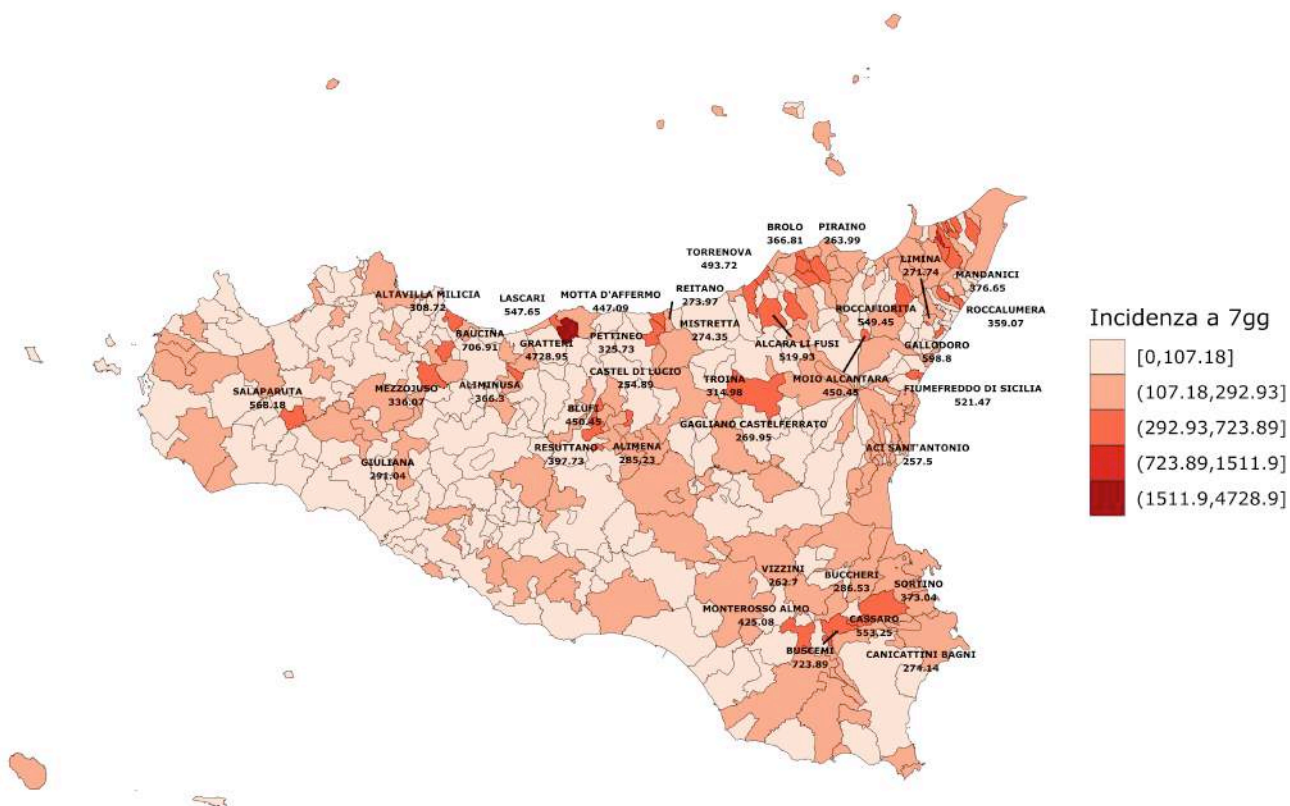 BROLO
366.81
PIRAINO
263.99
TORRENOVA
493.72
LIMINA
271.74
MANDANICI
376.65
REITANO
273.97
ALTAVILLA MILICIA
308.72
LASCARI
547.65
MOTTA D'AFFERMO
447.09
ROCCAFIORITA
549.45
ROCCALUMERA
359.07
MISTRETTA
274.35
BAUCINA
706.91
GRATTERI
4728.95
PETTINEO
325.73
ALCARA LI FUSI
519.93
GALLODORO
598.8
CASTEL DI LUCIO
254.89
TROINA
314.98
MOIO ALCANTARA
450.45
FIUMEFREDDO DI SICILIA
521.47
SALAPARUTA
568.18
MEZZOJUSO
336.07
ALIMINUSA
366.3
BLUFI
450.45
GAGLIANO CASTELFERRATO
269.95
RESUTTANO
397.73
ALIMENA
285.23
ACI SANT'ANTONIO
257.5
GIULIANA
291.04
VIZZINI
262.7
BUCCHERI
286.53
SORTINO
373.04
MONTEROSSO ALMO
425.08
CASSARO
553.25
BUSCEMI
723.89
CANICATTINI BAGNI
274.14
Incidenza a 7gg
[0,107.18]
(107.18,292.93]
(292.93,723.89]
(723.89,1511.9]
(1511.9,4728.9]